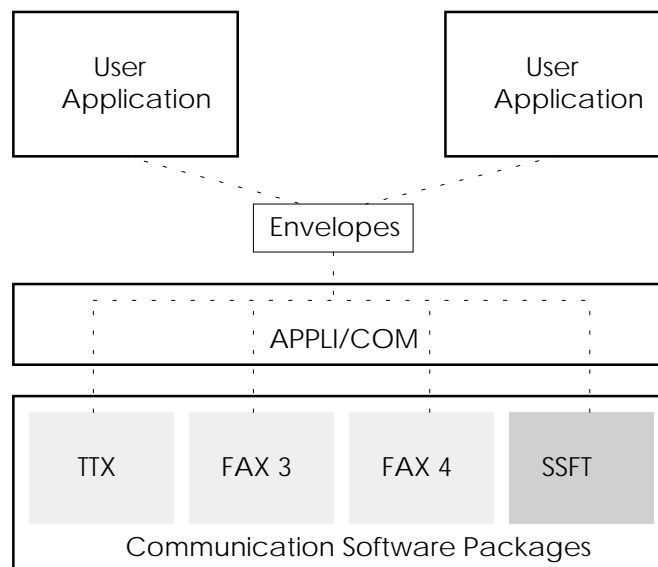 User
Application
User
Application
Envelopes
APPLI/COM
TTX
FAX 3
FAX 4
SSFT
Communication Software Packages